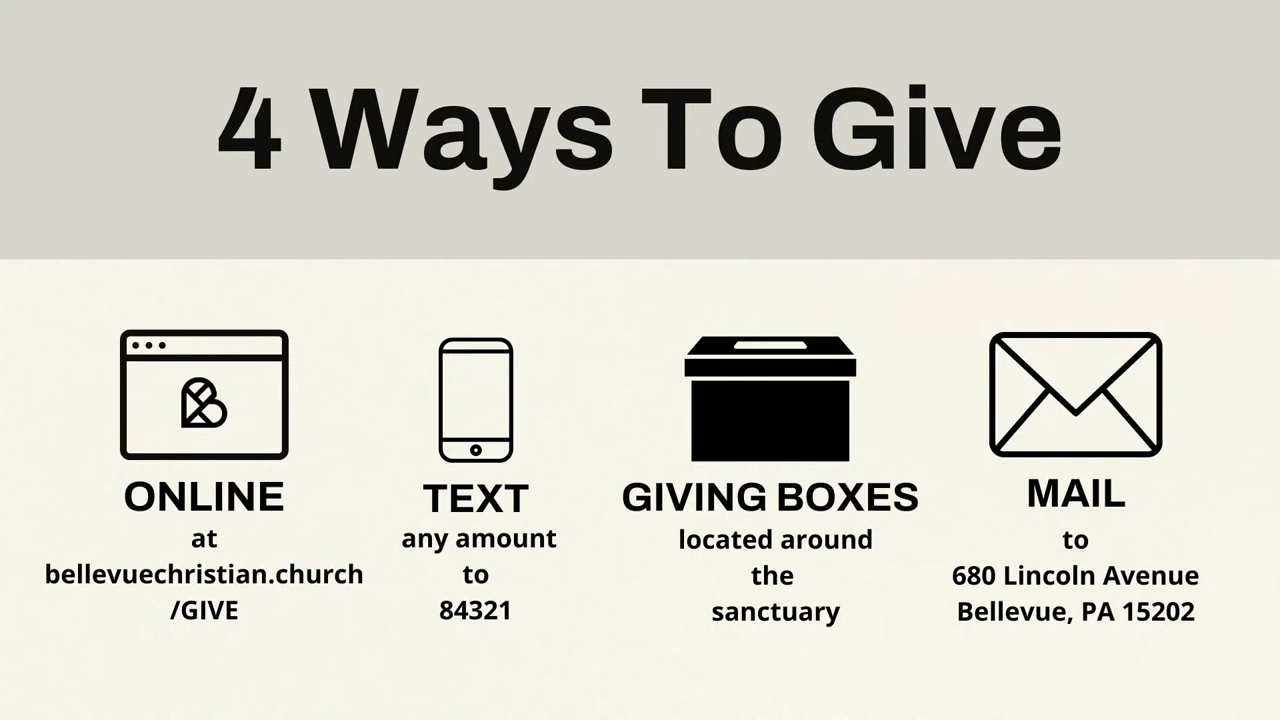 4 Ways To Give
ONLINE
at
bellevuechristian.church
/GIVE
TEXT
any amount
to
84321
GIVING BOXES
located around
the
sanctuary
MAIL
to
680 Lincoln Avenue
Bellevue, PA 15202